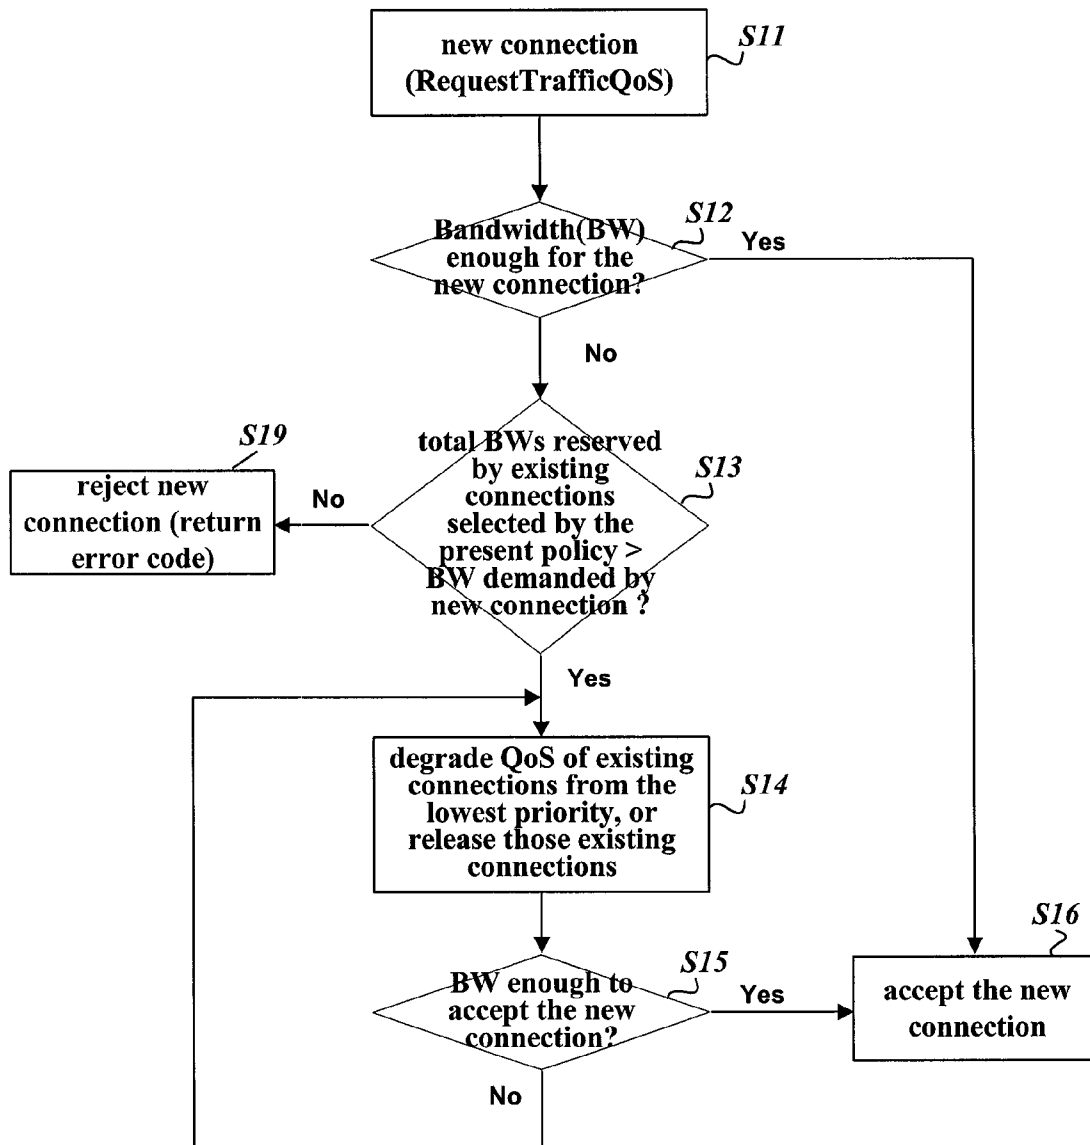 new connection
(RequestTrafficQoS)
S11
Bandwidth(BW)
enough for the
new connection?
S12
Yes
No
total BWs reserved
by existing
connections
selected by the
present policy >
BW demanded by
new connection ?
S13
No
S19
reject new
connection (return
error code)
Yes
degrade QoS of existing
connections from the
lowest priority, or
release those existing
connections
S14
BW enough to
accept the new
connection?
S15
Yes
S16
accept the new
connection
No